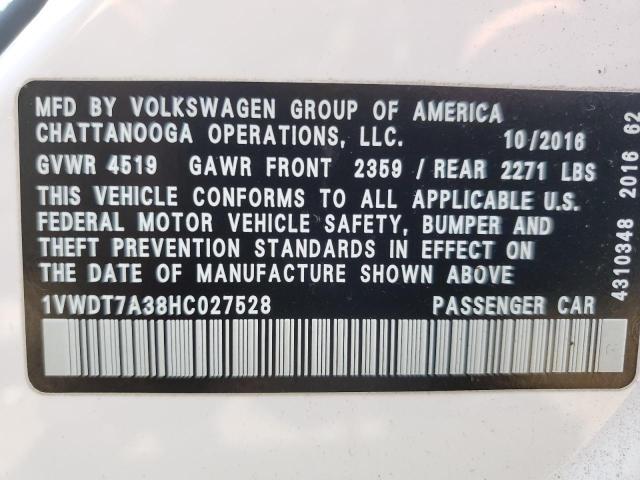 MFD BY VOLKSWAGEN GROUP OF AMERICA
CHATTANOOGA OPERATIONS, LLC. 10/2016
GVWR 4519 GAWR FRONT 2359 / REAR 2271 LBS
THIS VEHICLE CONFORMS TO ALL APPLICABLE U.S.
FEDERAL MOTOR VEHICLE SAFETY, BUMPER AND
THEFT PREVENTION STANDARDS IN EFFECT ON
THE DATE OF MANUFACTURE SHOWN ABOVE
1VWDT7A38HC027528 PASSENGER CAR
4310348 2016 62